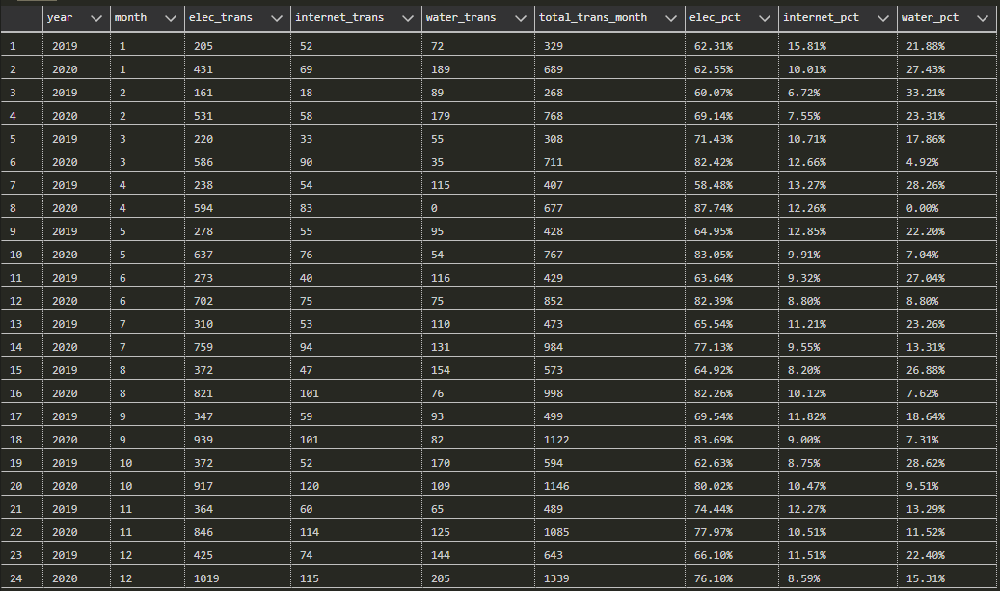 year month elec_trans internet_trans water_trans total_trans_month elec_pct internet_pct water_pct
1 2019 1 205 52 72 329 62.31% 15.81% 21.88%
2 2020 1 431 69 189 689 62.55% 10.01% 27.43%
3 2019 2 161 18 89 268 60.07% 6.72% 33.21%
4 2020 2 531 58 179 768 69.14% 7.55% 23.31%
5 2019 3 220 33 55 308 71.43% 10.71% 17.86%
6 2020 3 586 90 35 711 82.42% 12.66% 4.92%
7 2019 4 238 54 115 407 58.48% 13.27% 28.26%
8 2020 4 594 83 0 677 87.74% 12.26% 0.00%
9 2019 5 278 55 95 428 64.95% 12.85% 22.20%
10 2020 5 637 76 54 767 83.05% 9.91% 7.04%
11 2019 6 273 40 116 429 63.64% 9.32% 27.04%
12 2020 6 702 75 75 852 82.39% 8.80% 8.80%
13 2019 7 310 53 110 473 65.54% 11.21% 23.26%
14 2020 7 759 94 131 984 77.13% 9.55% 13.31%
15 2019 8 372 47 154 573 64.92% 8.20% 26.88%
16 2020 8 821 101 76 998 82.26% 10.12% 7.62%
17 2019 9 347 59 93 499 69.54% 11.82% 18.64%
18 2020 9 939 101 82 1122 83.69% 9.00% 7.31%
19 2019 10 372 52 170 594 62.63% 8.75% 28.62%
20 2020 10 917 120 109 1146 80.02% 10.47% 9.51%
21 2019 11 364 60 65 489 74.44% 12.27% 13.29%
22 2020 11 846 114 125 1085 77.97% 10.51% 11.52%
23 2019 12 425 74 144 643 66.10% 11.51% 22.40%
24 2020 12 1019 115 205 1339 76.10% 8.59% 15.31%